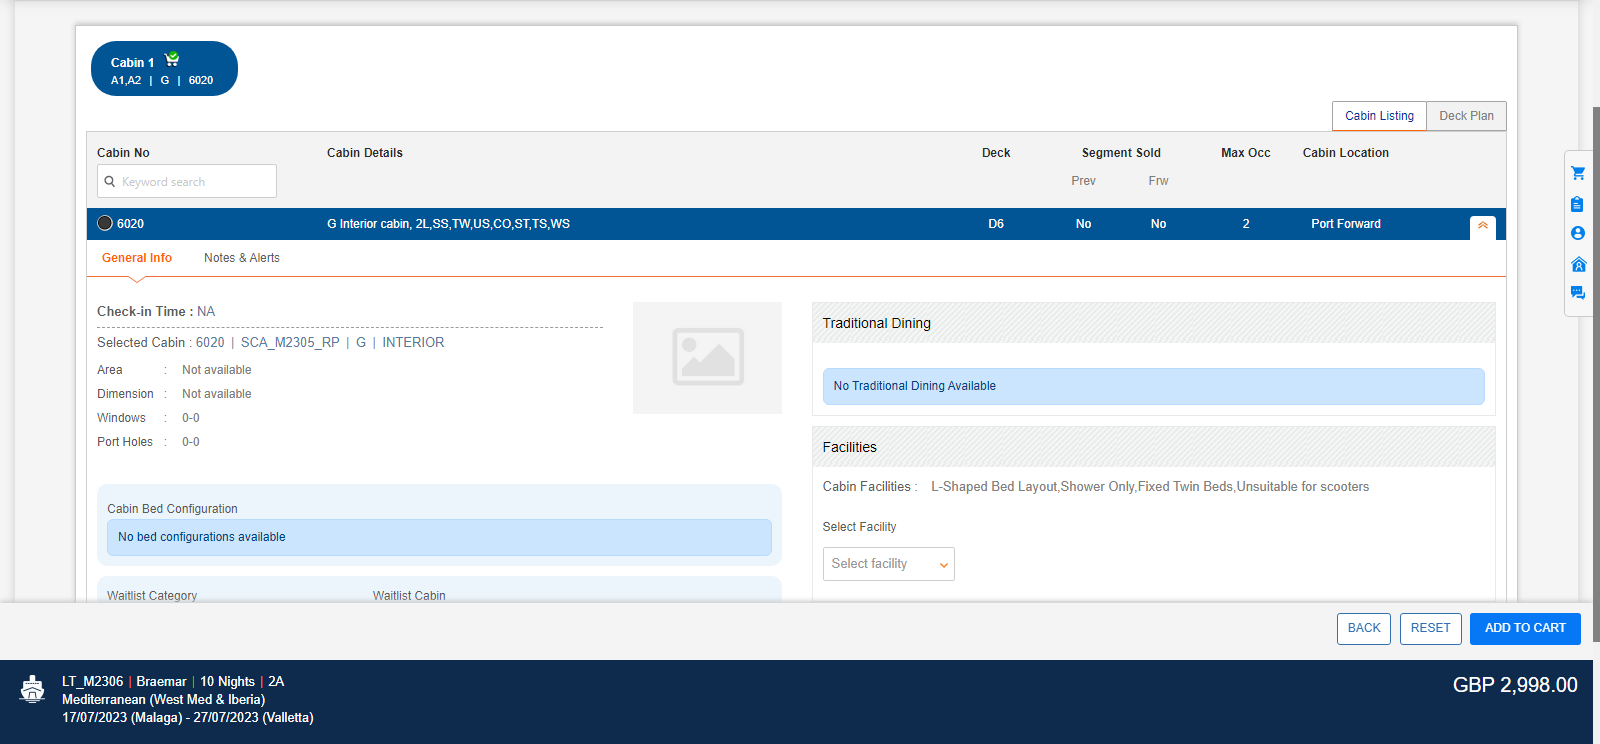 Cabin 1
A1,A2 | G | 6020
Cabin Listing Deck Plan
Cabin No Cabin Details Deck Segment Sold Max Occ Cabin Location
Keyword search Prev Frw
6020 G Interior cabin, 2L,SS,TW,US,CO,ST,TS,WS D6 No No 2 Port Forward
General Info Notes & Alerts
Check-in Time : NA
Selected Cabin : 6020 | SCA_M2305_RP | G | INTERIOR
Area : Not available
Dimension : Not available
Windows : 0-0
Port Holes : 0-0
Cabin Bed Configuration
No bed configurations available
Waitlist Category Waitlist Cabin
Traditional Dining
No Traditional Dining Available
Facilities
Cabin Facilities : L-Shaped Bed Layout,Shower Only,Fixed Twin Beds,Unsuitable for scooters
Select Facility
Select facility
BACK RESET ADD TO CART
LT_M2306 | Braemar | 10 Nights | 2A
Mediterranean (West Med & Iberia)
17/07/2023 (Malaga) - 27/07/2023 (Valletta)
GBP 2,998.00